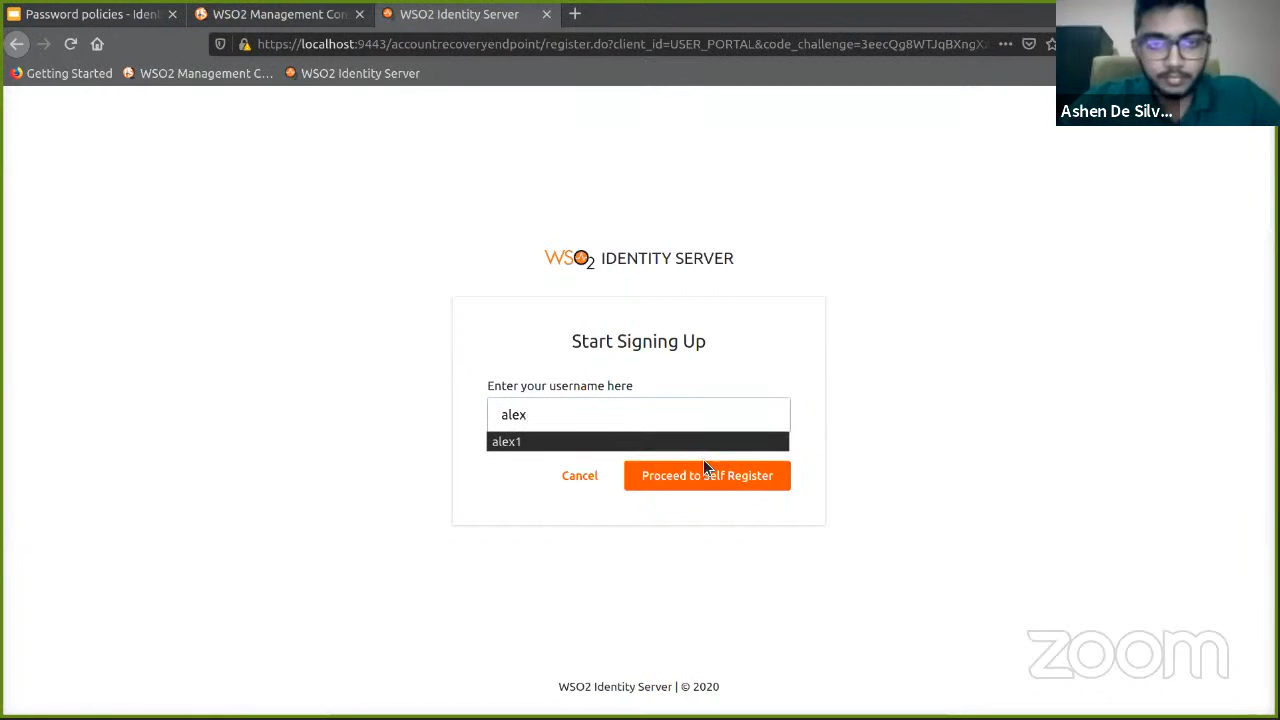 Password policies - Iden
WSO2 Management Con...
WSO2 Identity Server
https://localhost:9443/accountrecoveryendpoint/register.do?client_id=USER_PORTAL&code_challenge=3eecQg8WTJqBXngX
Getting Started
WSO2 Management C...
WSO2 Identity Server
Ashen De Silv...
WSO2 IDENTITY SERVER
Start Signing Up
Enter your username here
alex
alex1
Cancel
Proceed to Self Register
zoom
WSO2 Identity Server | © 2020